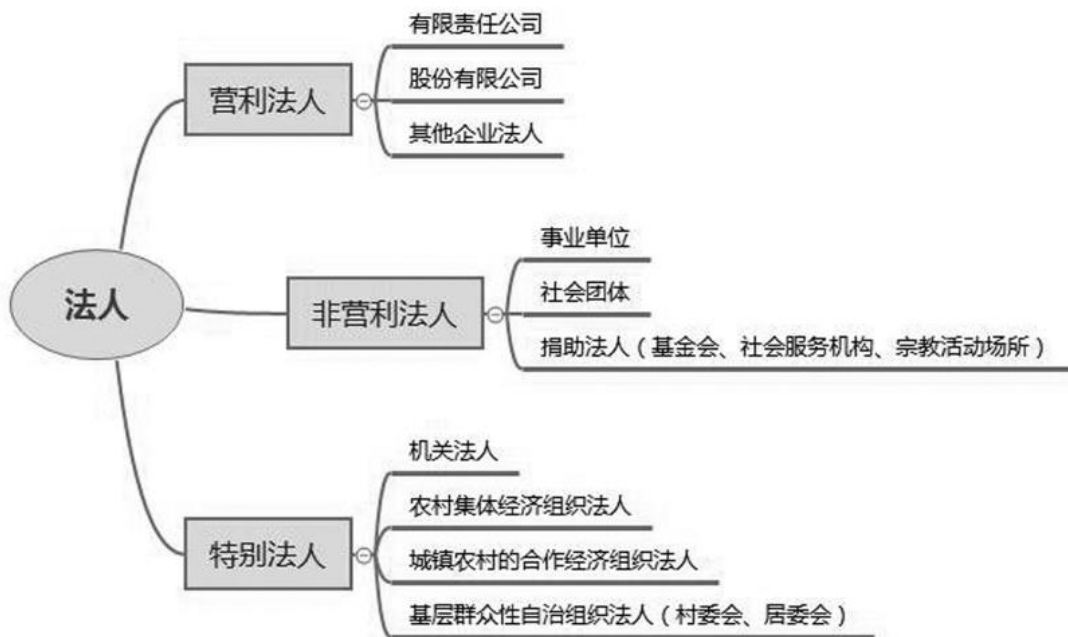 有限责任公司
营利法人
股份有限公司
其他企业法人
法人
非营利法人
事业单位
社会团体
捐助法人（基金会、社会服务机构、宗教活动场所）
特别法人
机关法人
农村集体经济组织法人
城镇农村的合作经济组织法人
基层群众性自治组织法人（村委会、居委会）